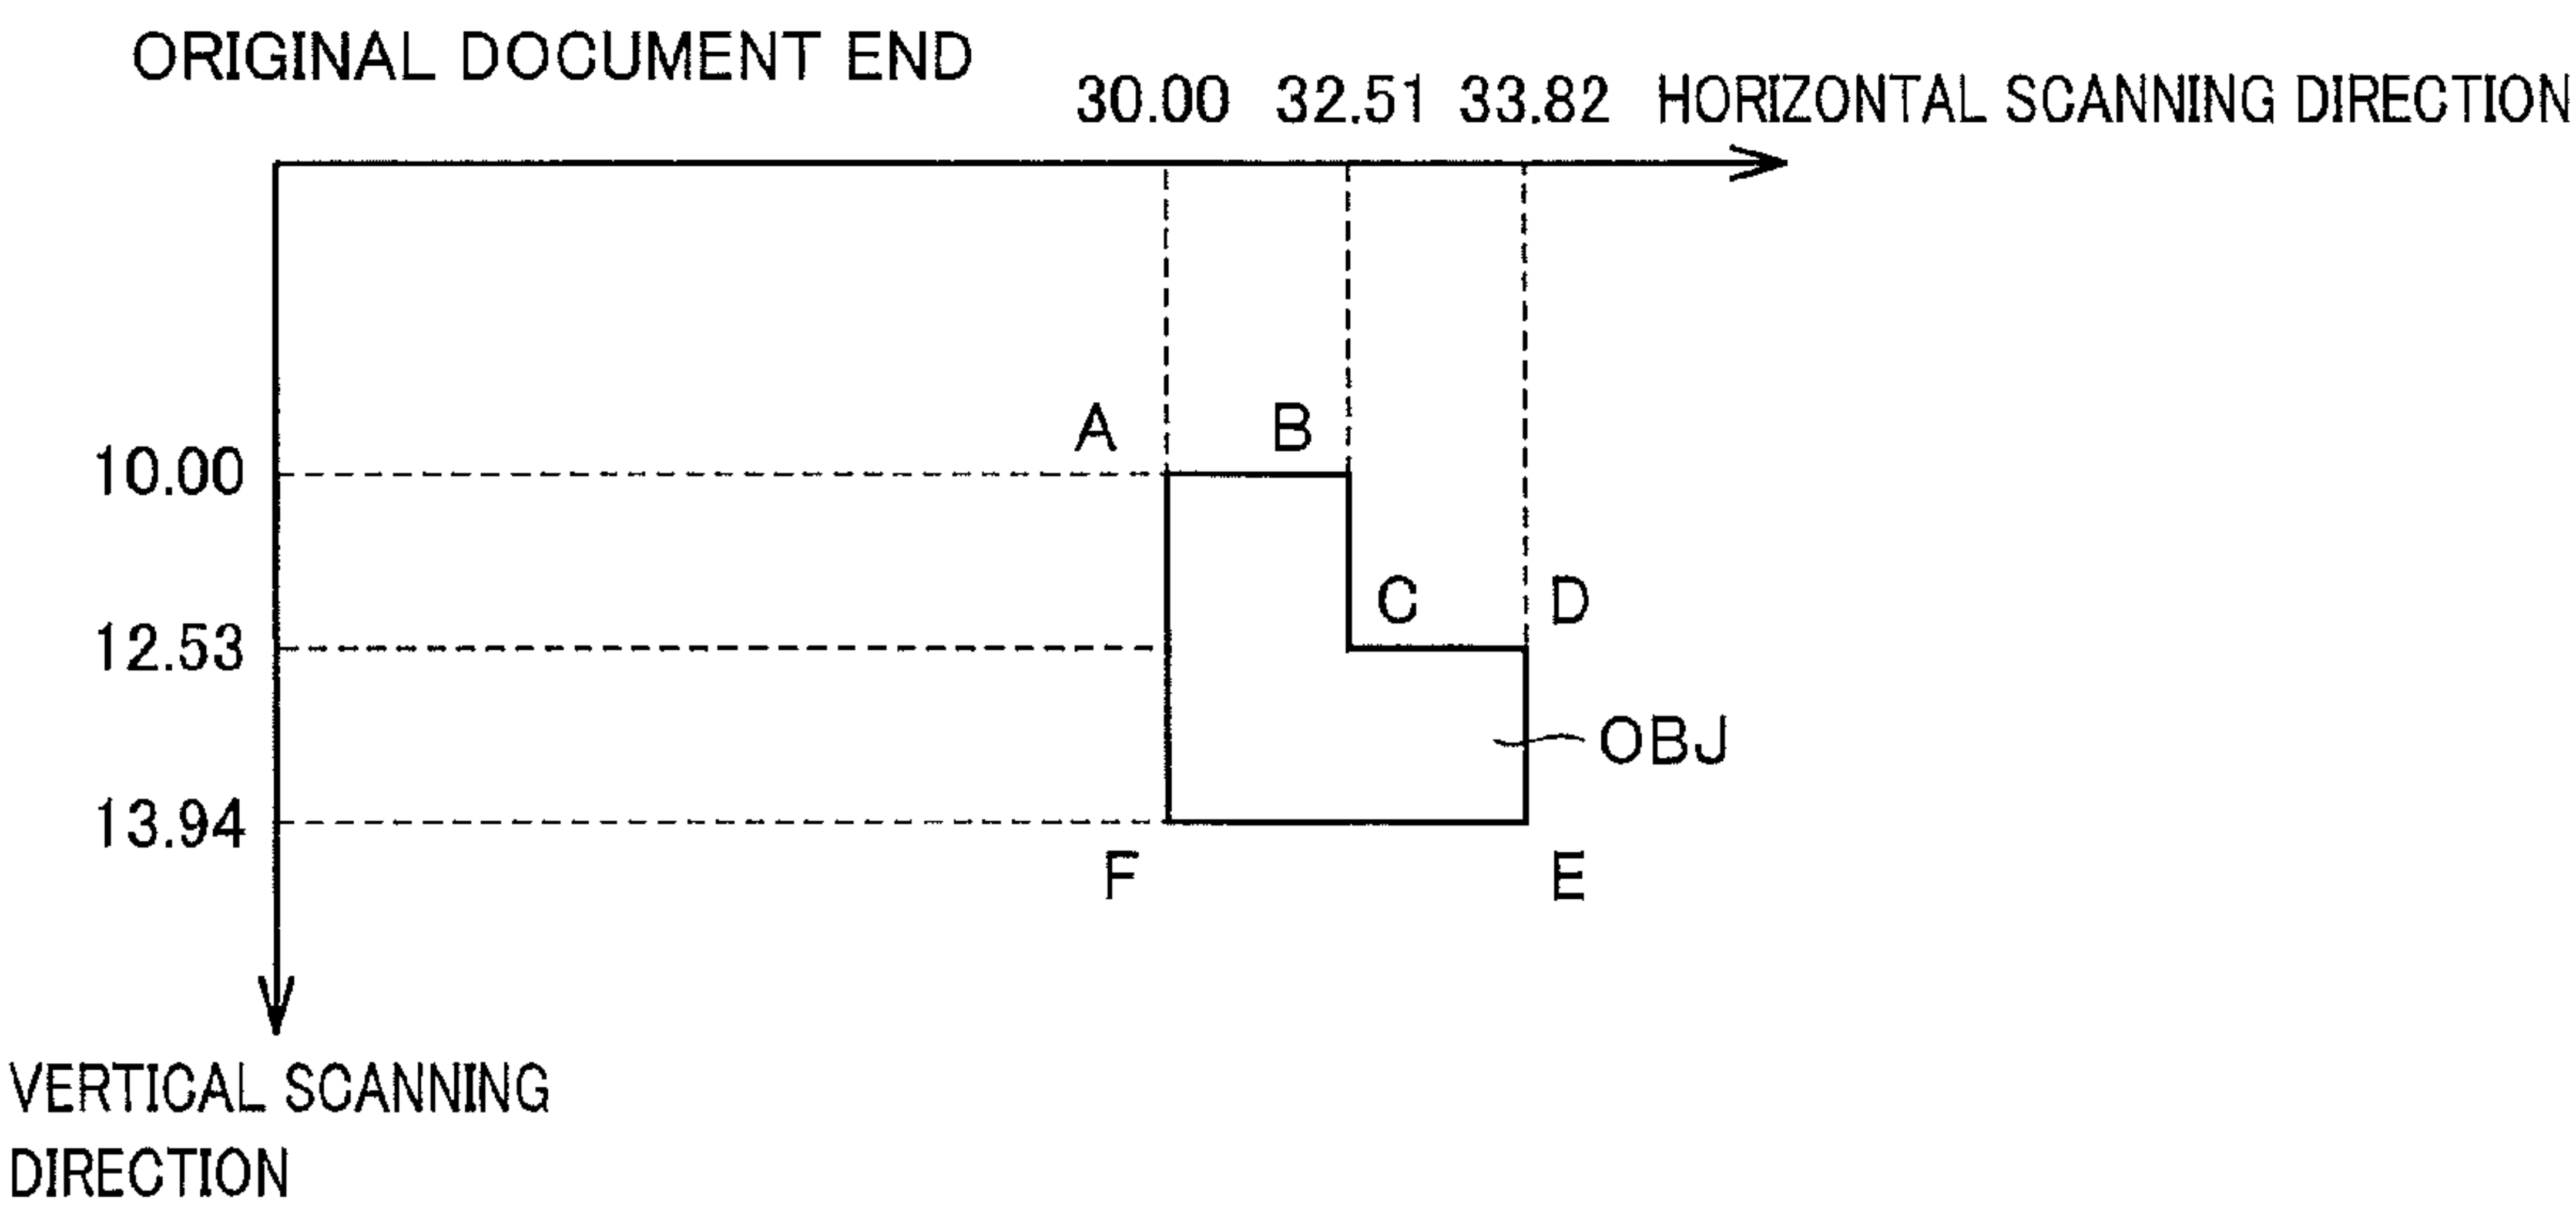 ORIGINAL DOCUMENT END
30.00 32.51 33.82 HORIZONTAL SCANNING DIRECTION
A B
10.00
C D
12.53
OBJ
13.94
F E
VERTICAL SCANNING
DIRECTION